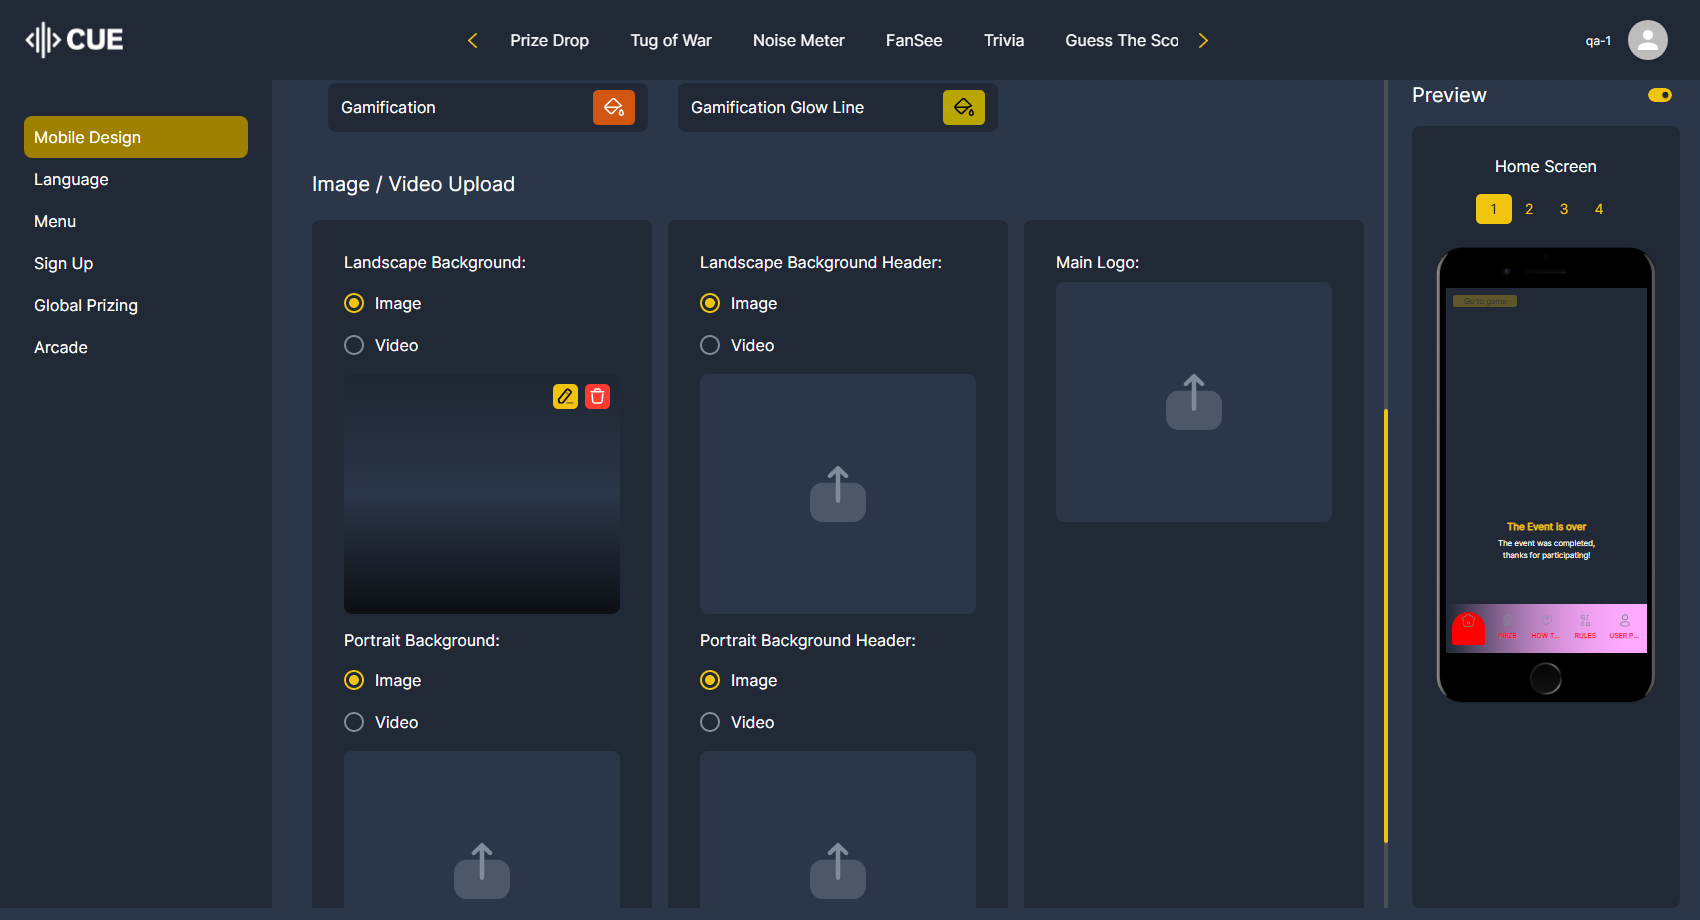 CUE
Prize Drop
Tug of War
Noise Meter
FanSee
Trivia
Guess The Sco
qa-1
Mobile Design
Language
Menu
Sign Up
Global Prizing
Arcade
Gamification
Gamification Glow Line
Image / Video Upload
Landscape Background:
Image
Video
Landscape Background Header:
Image
Video
Main Logo:
Portrait Background:
Image
Video
Portrait Background Header:
Image
Video
Preview
Home Screen
1 2 3 4
Go to game
The Event is over
The event was completed,
thanks for participating!
PRIZE
HOW T...
RULES
USER P...